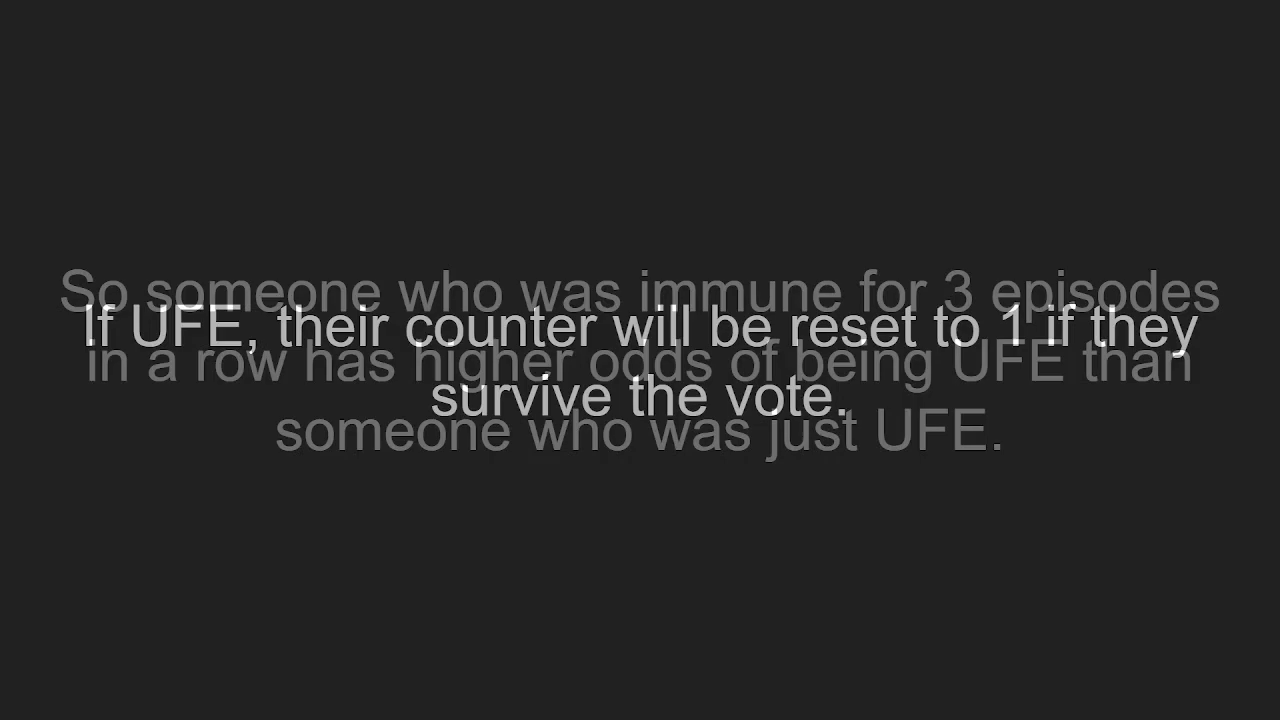 So someone who was immune for 3 episodes
in a row has higher odds of being UFE than
someone who was just UFE.
If UFE, their counter will be reset to 1 if they
survive the vote.